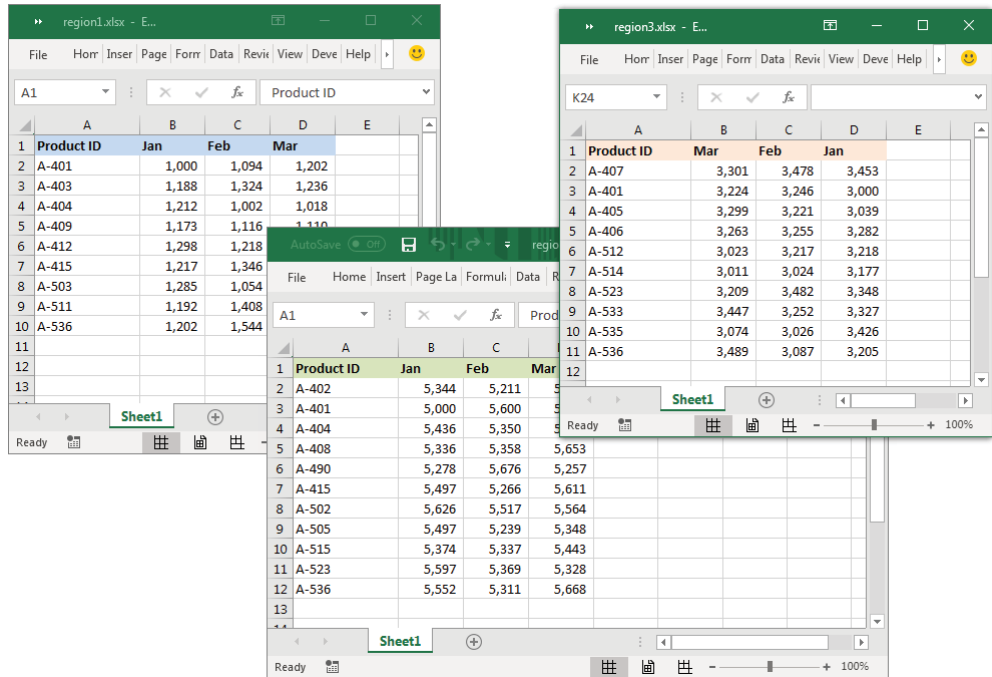 region1.xlsx - E...
File Horr Inser Page Forn Data Revie View Deve Help
A1 fx Product ID
A B C D E
1 Product ID Jan Feb Mar
2 A-401 1,000 1,094 1,202
3 A-403 1,188 1,324 1,236
4 A-404 1,212 1,002 1,018
5 A-409 1,173 1,116 1,110
6 A-412 1,298 1,218
7 A-415 1,217 1,346
8 A-503 1,285 1,054
9 A-511 1,192 1,408
10 A-536 1,202 1,544
11
12
13
Sheet1
Ready
region3.xlsx - E...
File Horr Inser Page Forn Data Revie View Deve Help
K24 fx
A B C D E
1 Product ID Mar Feb Jan
2 A-407 3,301 3,478 3,453
3 A-401 3,224 3,246 3,000
4 A-405 3,299 3,221 3,039
5 A-406 3,263 3,255 3,282
6 A-512 3,023 3,217 3,218
7 A-514 3,011 3,024 3,177
8 A-523 3,209 3,482 3,348
9 A-533 3,447 3,252 3,327
10 A-535 3,074 3,026 3,426
11 A-536 3,489 3,087 3,205
12
Sheet1
Ready 100%
AutoSave Off regio
File Home Insert Page La Formula Data R
A1 fx Prod
A B C
1 Product ID Jan Feb Mar
2 A-402 5,344 5,211 5
3 A-401 5,000 5,600 5
4 A-404 5,436 5,350 5
5 A-408 5,336 5,358 5,653
6 A-490 5,278 5,676 5,257
7 A-415 5,497 5,266 5,611
8 A-502 5,626 5,517 5,564
9 A-505 5,497 5,239 5,348
10 A-515 5,374 5,337 5,443
11 A-523 5,597 5,369 5,328
12 A-536 5,552 5,311 5,668
13
Sheet1
Ready 100%